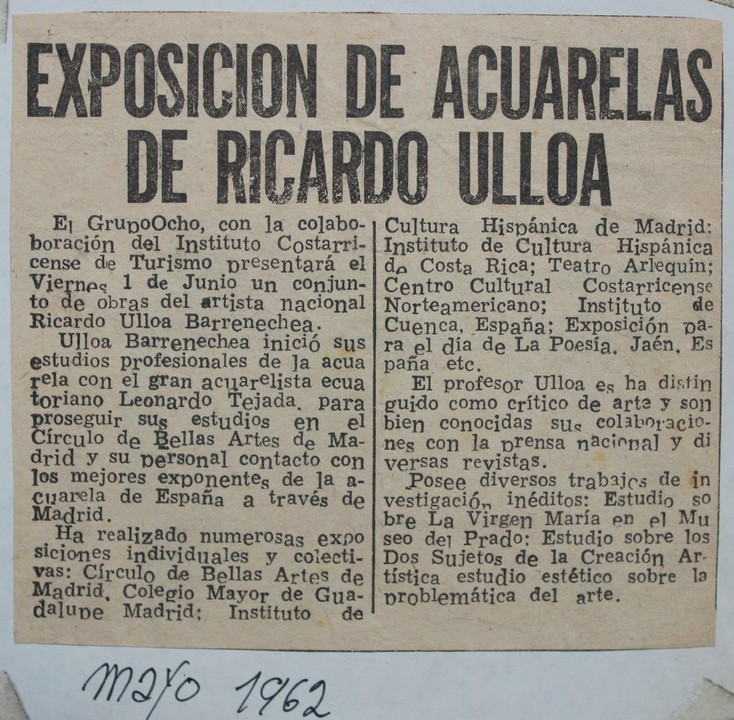 EXPOSICION DE ACUARELAS
DE RICARDO ULLOA
El GrupoOcho, con la colabo-
boración del Instituto Costarri-
cense de Turismo presentará el
Viernes 1 de Junio un conjun-
to de obras del artista nacional
Ricardo Ulloa Barrenechea.
Ulloa Barrenechea inició sus
estudios profesionales de la acua
rela con el gran acuarelista ecua
toriano Leonardo Tejada, para
proseguir sus estudios en el
Círculo de Bellas Artes de Ma-
drid y su personal contacto con
los mejores exponentes de la a-
cuarela de España a través de
Madrid.
Ha realizado numerosas expo
siciones individuales y colecti-
vas: Círculo de Bellas Artes de
Madrid, Colegio Mayor de Gua-
dalupe Madrid; Instituto de
Cultura Hispánica de Madrid:
Instituto de Cultura Hispánica
de Costa Rica; Teatro Arlequín;
Centro Cultural Costarricense
Norteamericano; Instituto de
Cuenca, España; Exposición pa-
ra el día de La Poesía. Jaén, Es
paña etc.
El profesor Ulloa es ha distin
guido como crítico de arte y son
bien conocidas sus colaboracio-
nes con la prensa nacional y di
versas revistas.
Posee diversos trabajos de in
vestigación inéditos: Estudio so
bre La Virgen María en el Mu
seo del Prado: Estudio sobre los
Dos Sujetos de la Creación Ar-
tística estudio estético sobre la
problemática del arte.
mayo 1962